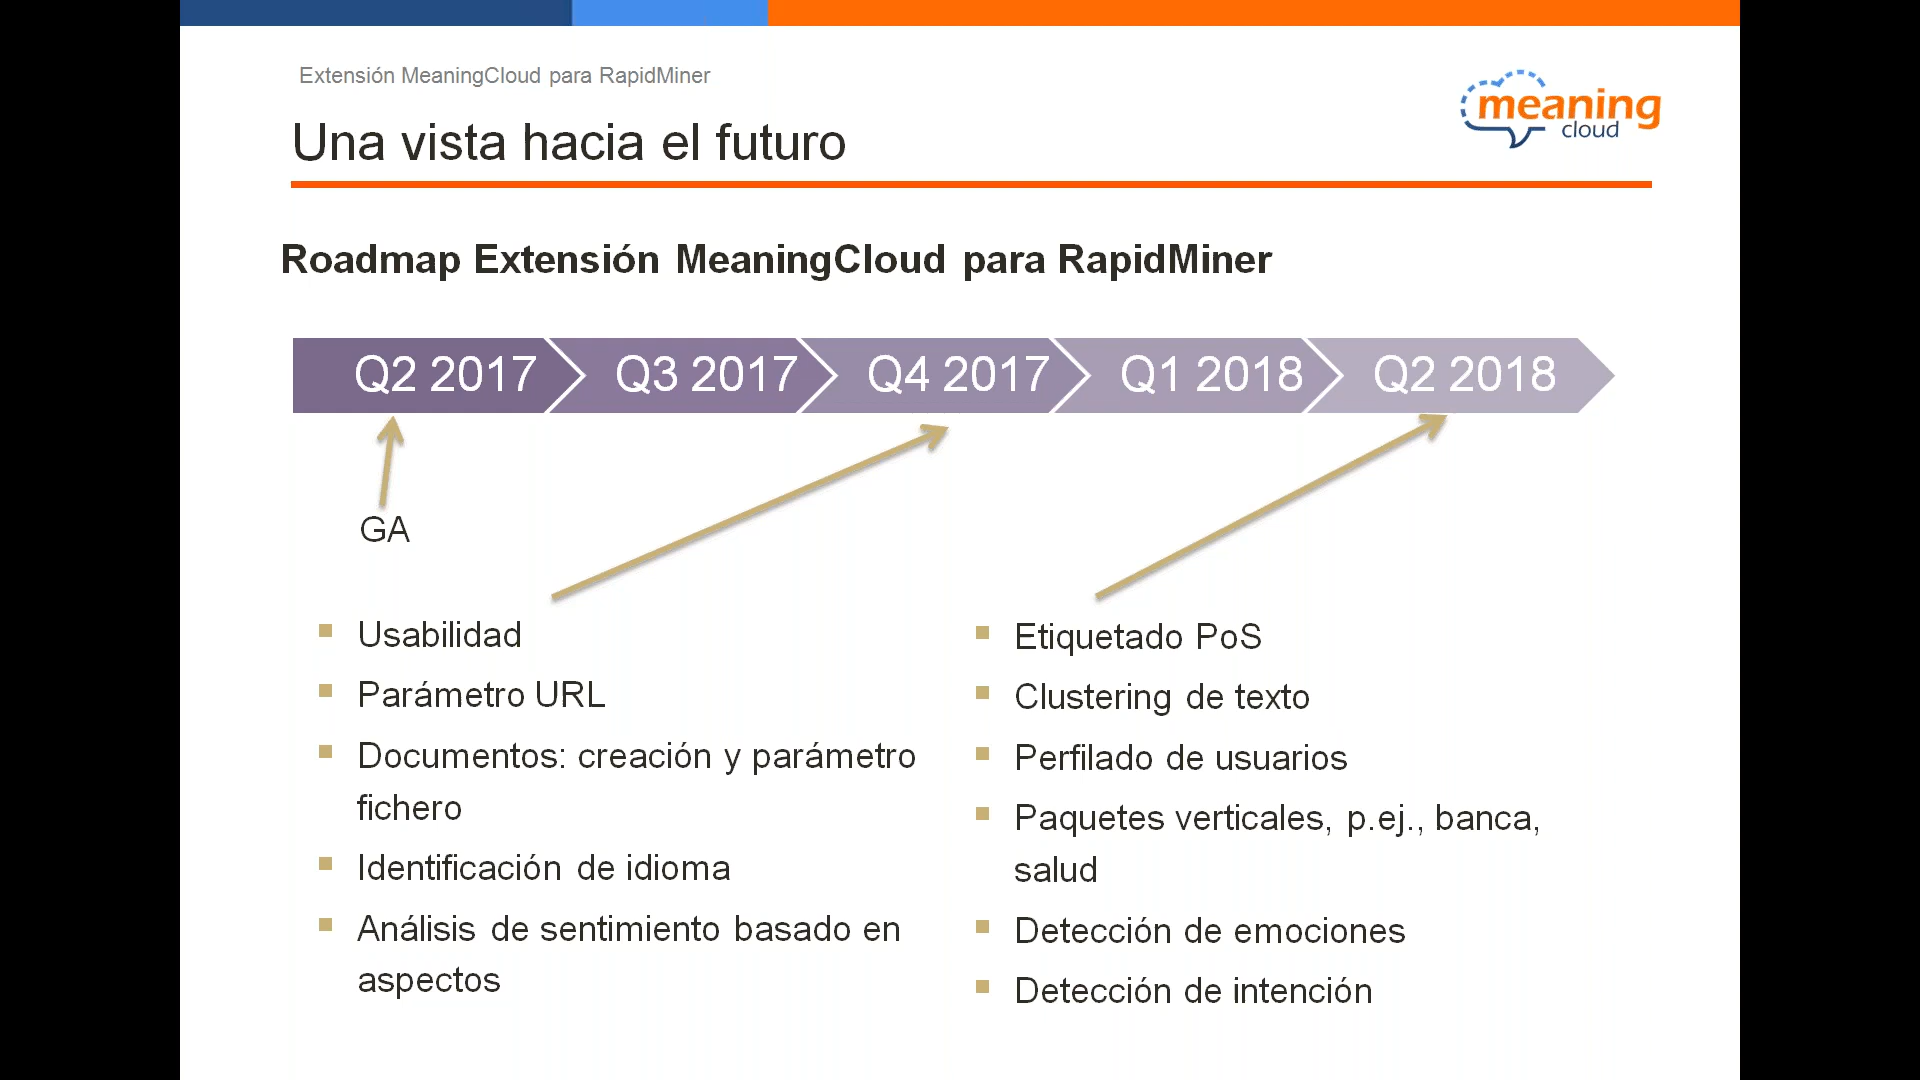 Extensión MeaningCloud para RapidMiner
meaning
cloud
Una vista hacia el futuro
Roadmap Extensión MeaningCloud para RapidMiner
Q2 2017
Q3 2017
Q4 2017
Q1 2018
Q2 2018
GA
Usabilidad
Parámetro URL
Documentos: creación y parámetro
fichero
Identificación de idioma
Análisis de sentimiento basado en
aspectos
Etiquetado PoS
Clustering de texto
Perfilado de usuarios
Paquetes verticales, p.ej., banca,
salud
Detección de emociones
Detección de intención